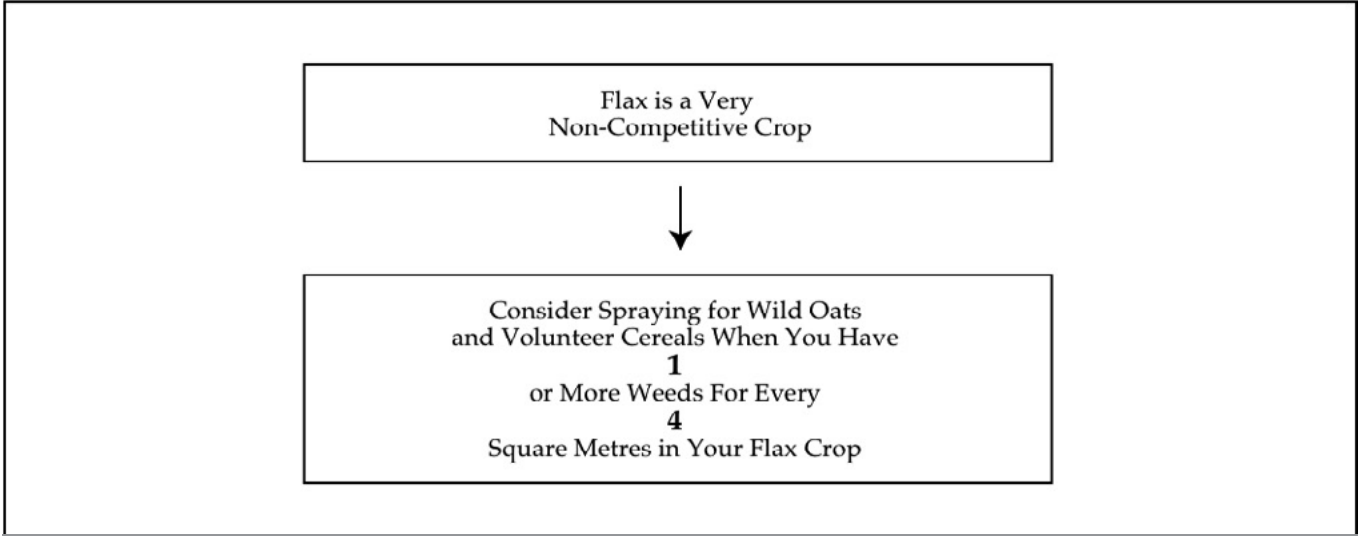 Flax is a Very
Non-Competitive Crop
Consider Spraying for Wild Oats
and Volunteer Cereals When You Have
1
or More Weeds For Every
4
Square Metres in Your Flax Crop